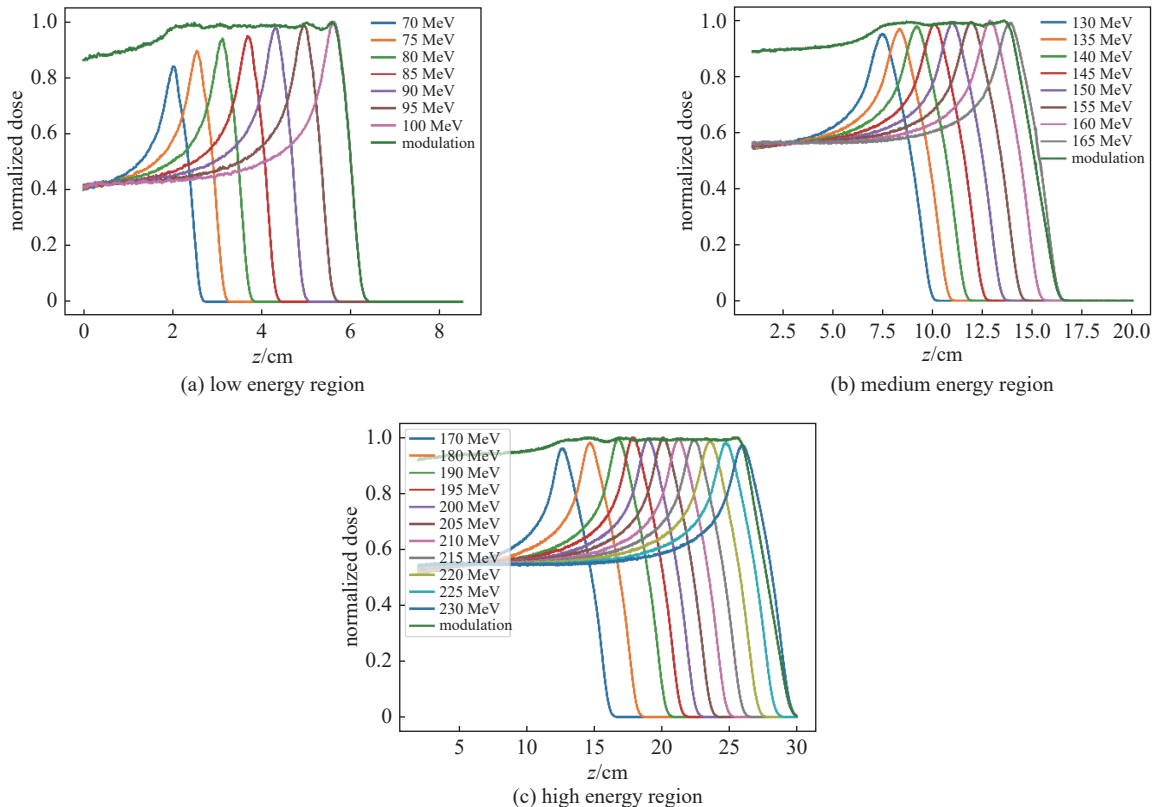 1.0
0.8
0.6
0.4
0.2
0
normalized dose
70 MeV
75 MeV
80 MeV
85 MeV
90 MeV
95 MeV
100 MeV
modulation
0 2 4 6 8
z/cm
(a) low energy region
1.0
0.8
0.6
0.4
0.2
0
normalized dose
130 MeV
135 MeV
140 MeV
145 MeV
150 MeV
155 MeV
160 MeV
165 MeV
modulation
2.5 5.0 7.5 10.0 12.5 15.0 17.5 20.0
z/cm
(b) medium energy region
1.0
0.8
0.6
0.4
0.2
0
normalized dose
170 MeV
180 MeV
190 MeV
195 MeV
200 MeV
205 MeV
210 MeV
215 MeV
220 MeV
225 MeV
230 MeV
modulation
5 10 15 20 25 30
z/cm
(c) high energy region